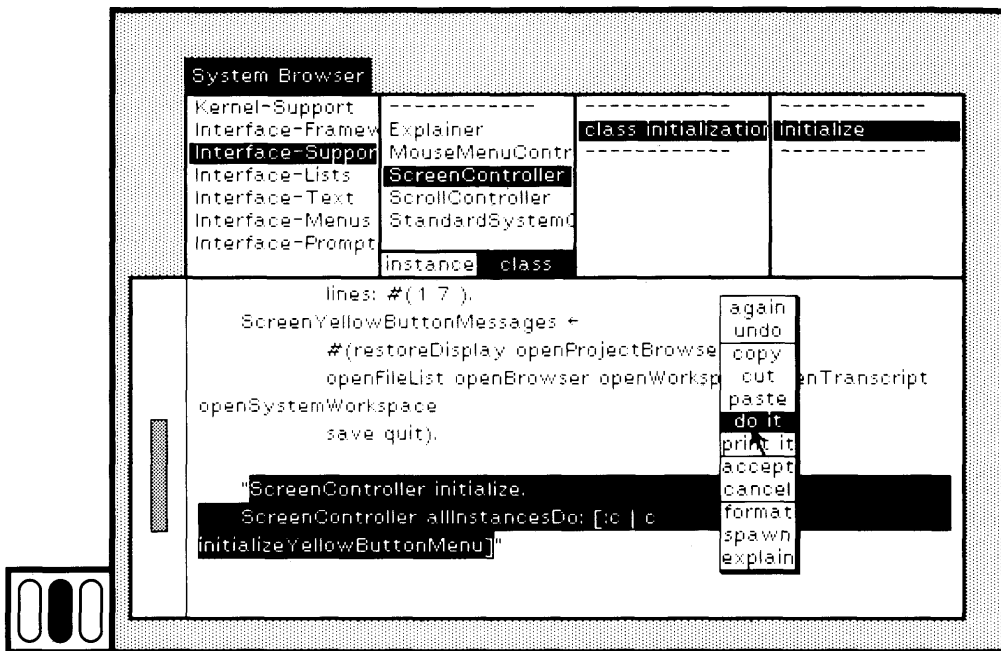 System Browser
Kernel-Support
Interface-Framew
Interface-Suppor
Interface-Lists
Interface-Text
Interface-Menus
Interface-Prompt
------------
Explainer
MouseMenuContr
ScreenController
ScrollController
StandardSystemC
instance class
------------
class initialization
------------
------------
initialize
------------
lines: #(1 7 ).
ScreenYellowButtonMessages ←
#(restoreDisplay openProjectBrowse
openFileList openBrowser openWorksp enTranscript
openSystemWorkspace
save quit).
"ScreenController initialize.
ScreenController allInstancesDo: [:c | c
initializeYellowButtonMenu]"
again
undo
copy
cut
paste
do it
print it
accept
cancel
format
spawn
explain